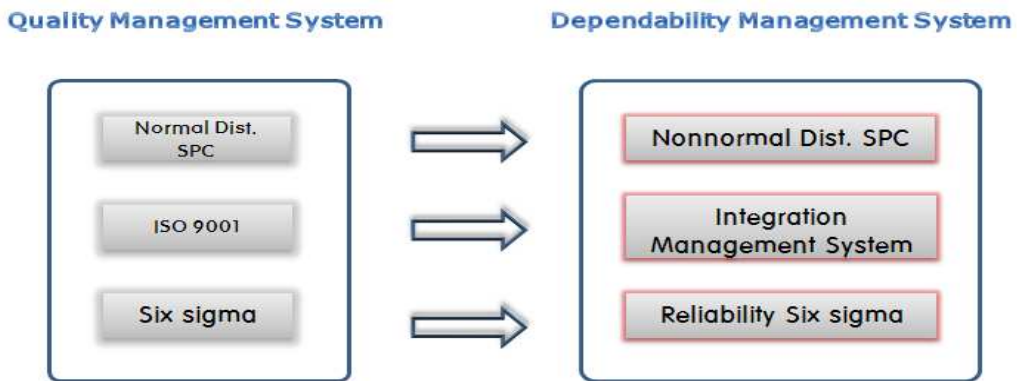 Quality Management System
Dependability Management System
Normal Dist.
SPC
Nonnormal Dist. SPC
ISO 9001
Integration
Management System
Six sigma
Reliability Six sigma